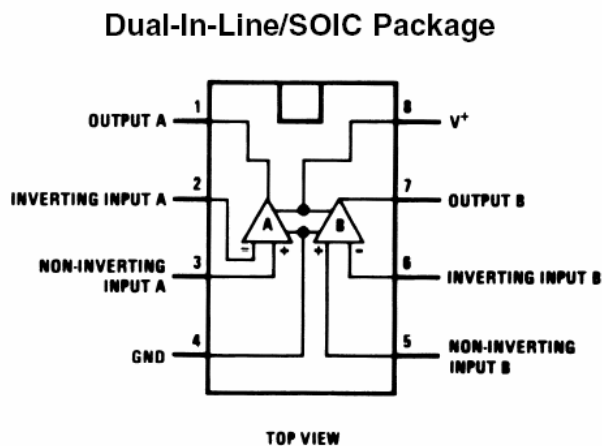 Dual-In-Line/SOIC Package
1
OUTPUT A
2
INVERTING INPUT A
3
NON-INVERTING
INPUT A
4
GND
8
V+
7
OUTPUT B
6
INVERTING INPUT B
5
NON-INVERTING
INPUT B
A
B
-
+
+
-
TOP VIEW